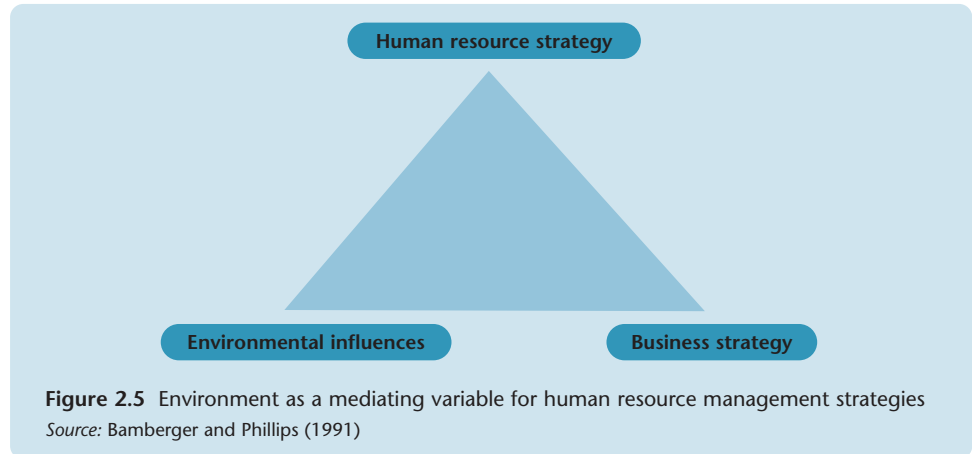 Human resource strategy
Environmental influences
Business strategy
Figure 2.5 Environment as a mediating variable for human resource management strategies
Source: Bamberger and Phillips (1991)